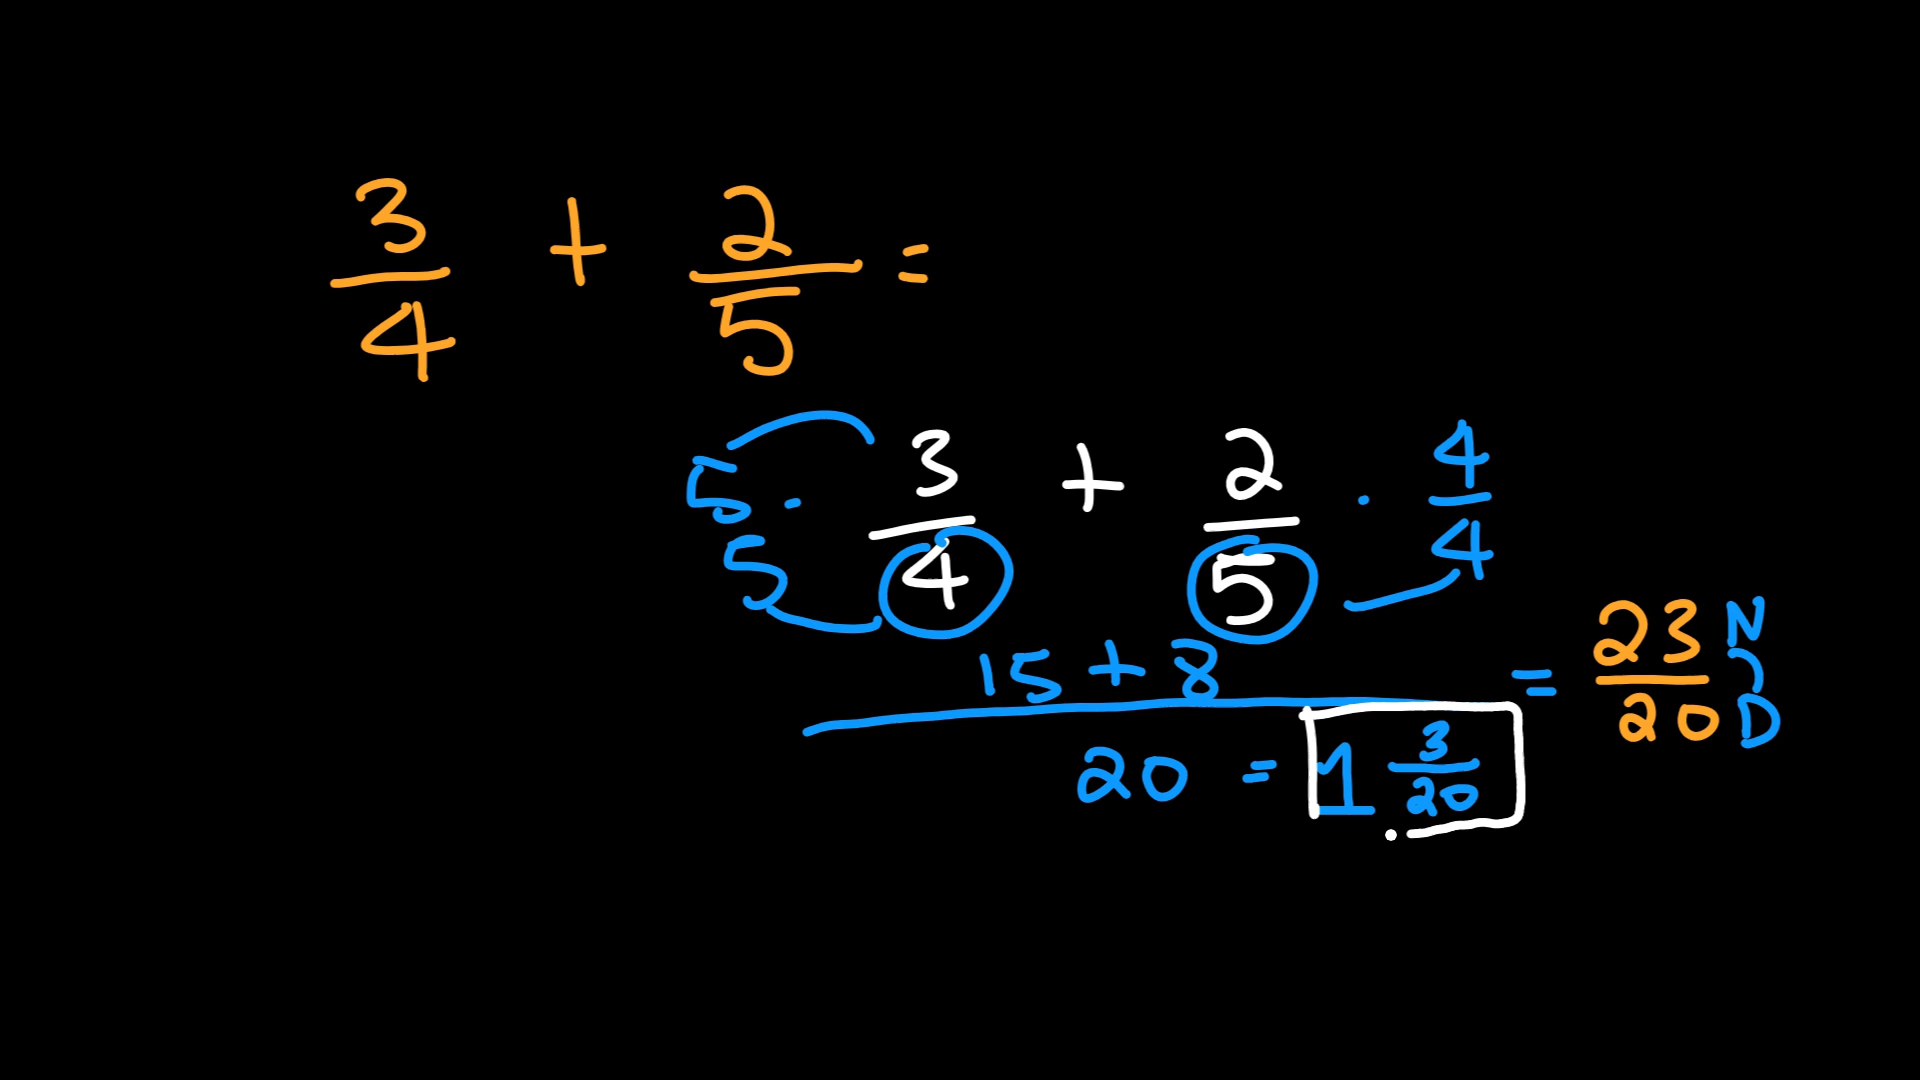 3/4 + 2/5 =
5/5 · 3/4 + 2/5 · 4/4
15 + 8 / 20 = 23/20 N D
= 1 3/20